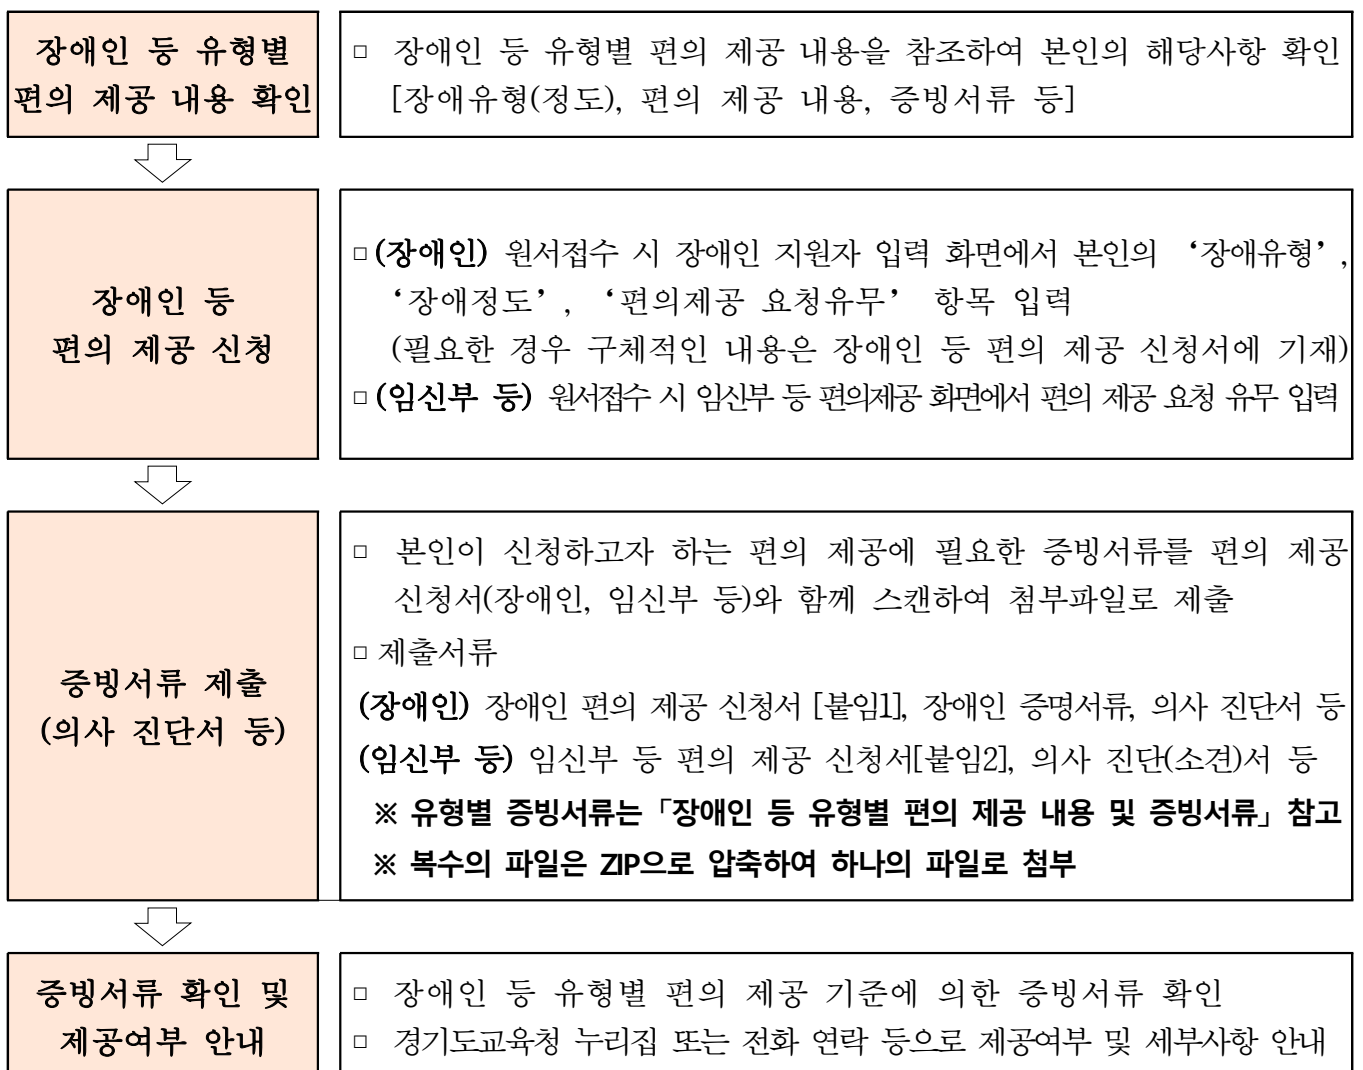 장애인 등 유형별
편의 제공 내용 확인
□ 장애인 등 유형별 편의 제공 내용을 참조하여 본인의 해당사항 확인
[장애유형(정도), 편의 제공 내용, 증빙서류 등]
장애인 등
편의 제공 신청
□ (장애인) 원서접수 시 장애인 지원자 입력 화면에서 본인의 ‘장애유형’,
‘장애정도’, ‘편의제공 요청유무’ 항목 입력
(필요한 경우 구체적인 내용은 장애인 등 편의 제공 신청서에 기재)
□ (임신부 등) 원서접수 시 임산부 등 편의제공 화면에서 편의 제공 요청 유무 입력
증빙서류 제출
(의사 진단서 등)
□ 본인이 신청하고자 하는 편의 제공에 필요한 증빙서류를 편의 제공
신청서(장애인, 임신부 등)와 함께 스캔하여 첨부파일로 제출
□ 제출서류
(장애인) 장애인 편의 제공 신청서 [붙임1], 장애인 증명서류, 의사 진단서 등
(임신부 등) 임신부 등 편의 제공 신청서[붙임2], 의사 진단(소견)서 등
※ 유형별 증빙서류는 「장애인 등 유형별 편의 제공 내용 및 증빙서류」 참고
※ 복수의 파일은 ZIP으로 압축하여 하나의 파일로 첨부
증빙서류 확인 및
제공여부 안내
□ 장애인 등 유형별 편의 제공 기준에 의한 증빙서류 확인
□ 경기도교육청 누리집 또는 전화 연락 등으로 제공여부 및 세부사항 안내